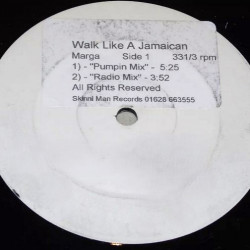 Walk Like A Jamaican
Marga Side 1 331/3 rpm
1) - "Pumpin Mix" - 5:25
2) - "Radio Mix" - 3:52
All Rights Reserved
Skinni Man Records 01628 663555